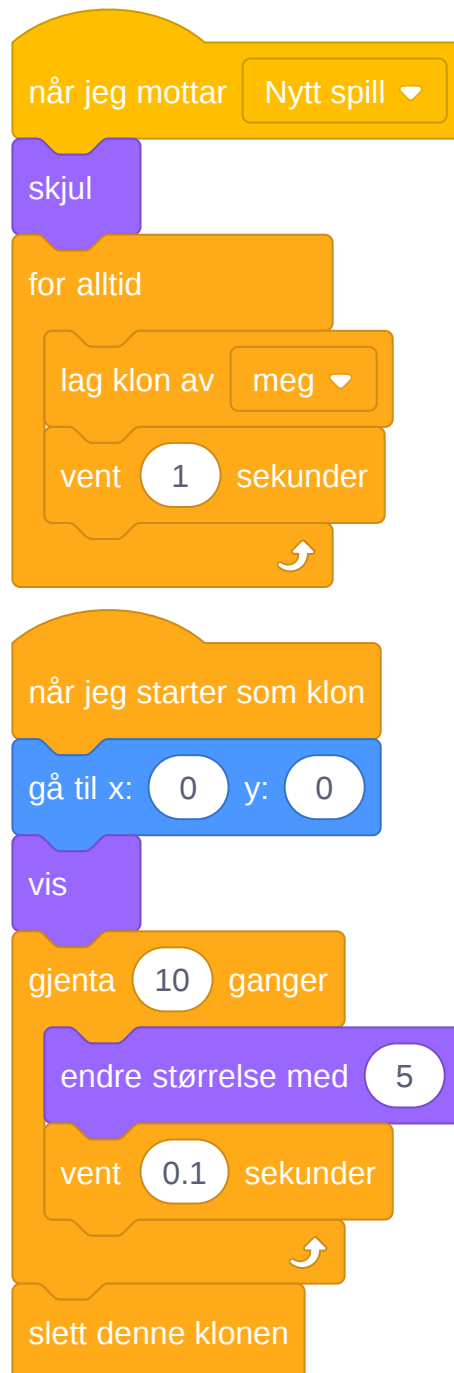 når jeg mottar Nytt spill
skjul
for alltid
lag klon av meg
vent 1 sekunder
når jeg starter som klon
gå til x: 0 y: 0
vis
gjenta 10 ganger
endre størrelse med 5
vent 0.1 sekunder
slett denne klonen